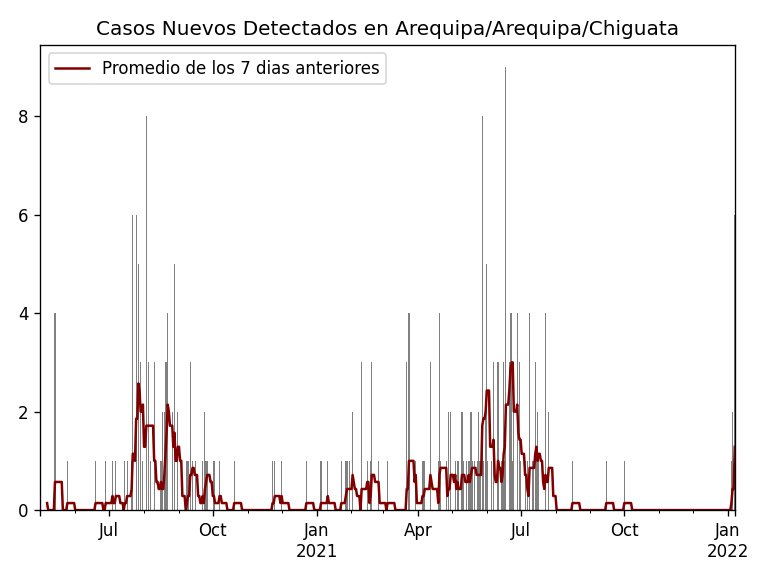 Casos Nuevos Detectados en Arequipa/Arequipa/Chiguata
Promedio de los 7 dias anteriores
8
6
4
2
0
Jul Oct Jan Apr Jul Oct Jan
2021 2022